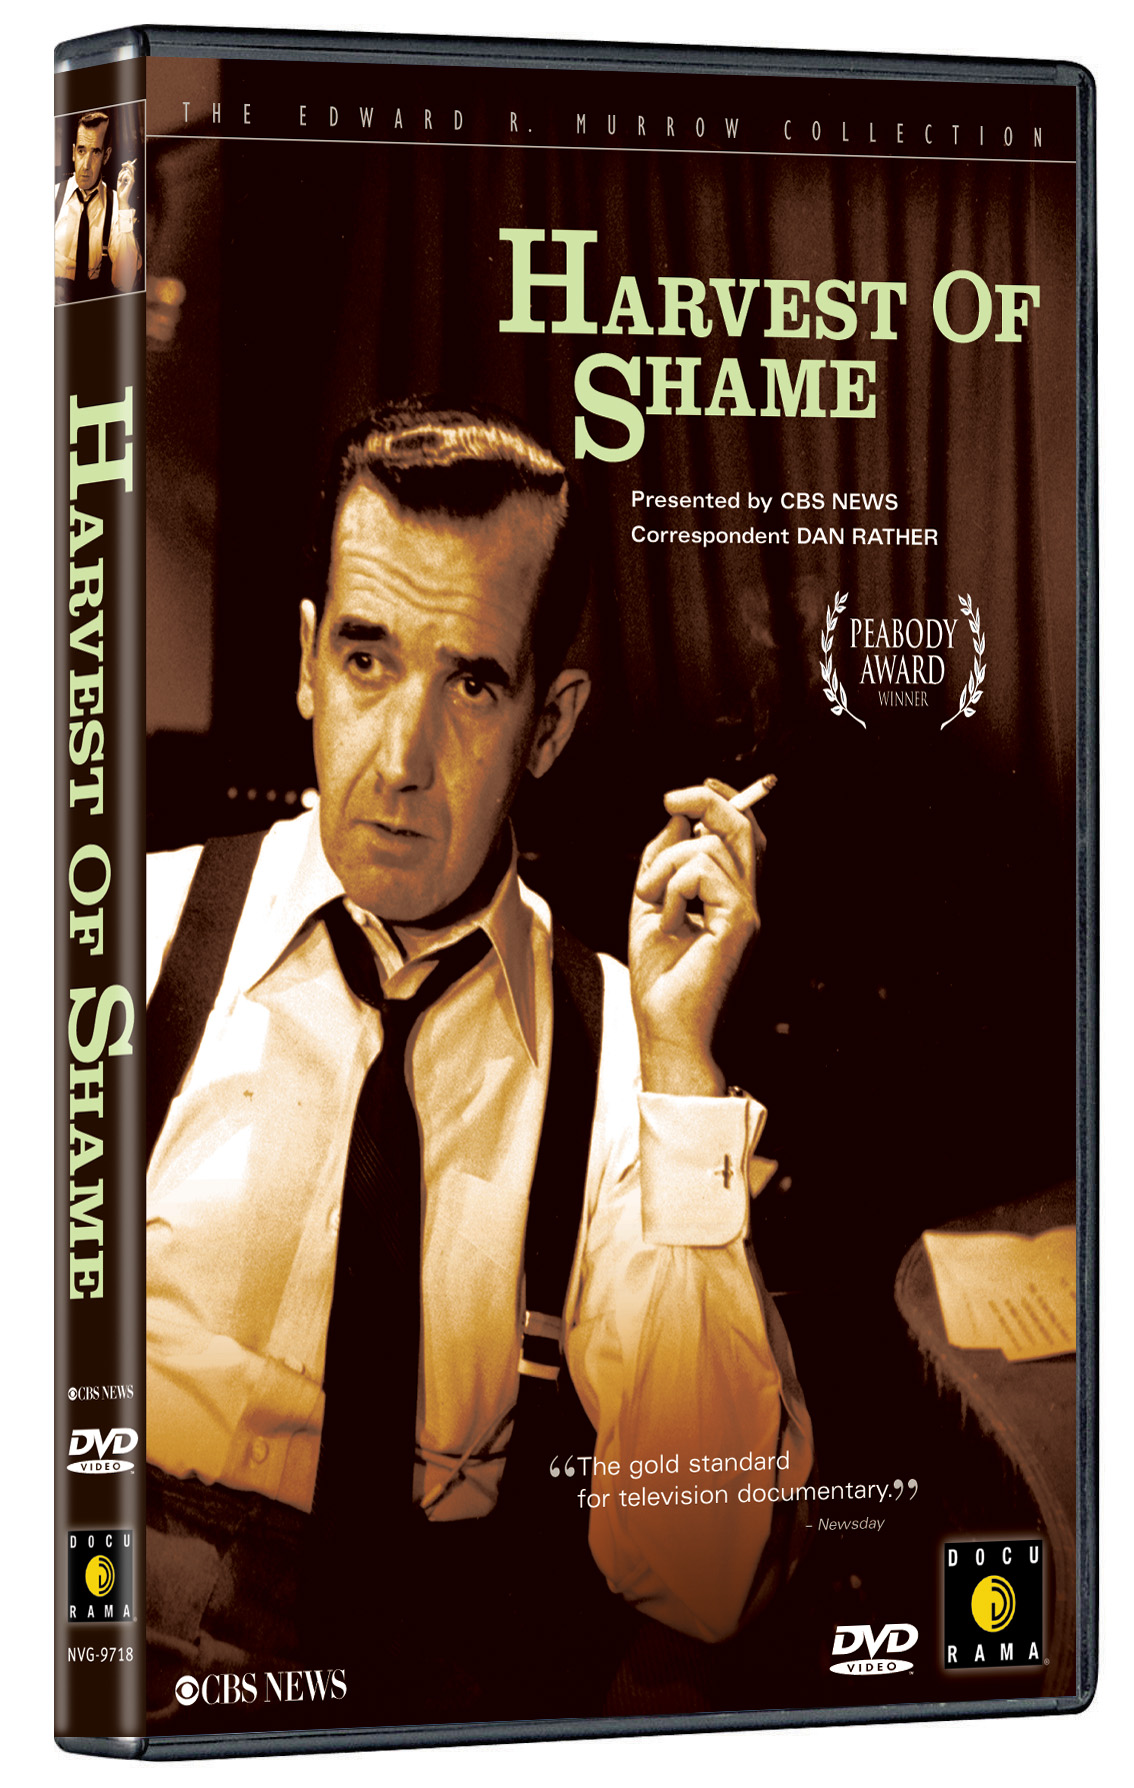 THE EDWARD R. MURROW COLLECTION
HARVEST OF
SHAME
Presented by CBS NEWS
Correspondent DAN RATHER
PEABODY
AWARD
WINNER
“The gold standard
for television documentary.”
– Newsday
CBS NEWS
DVD
VIDEO
DOCU
RAMA
HARVEST OF SHAME
CBS NEWS
DVD
VIDEO
DOCU
RAMA
NVG-9718